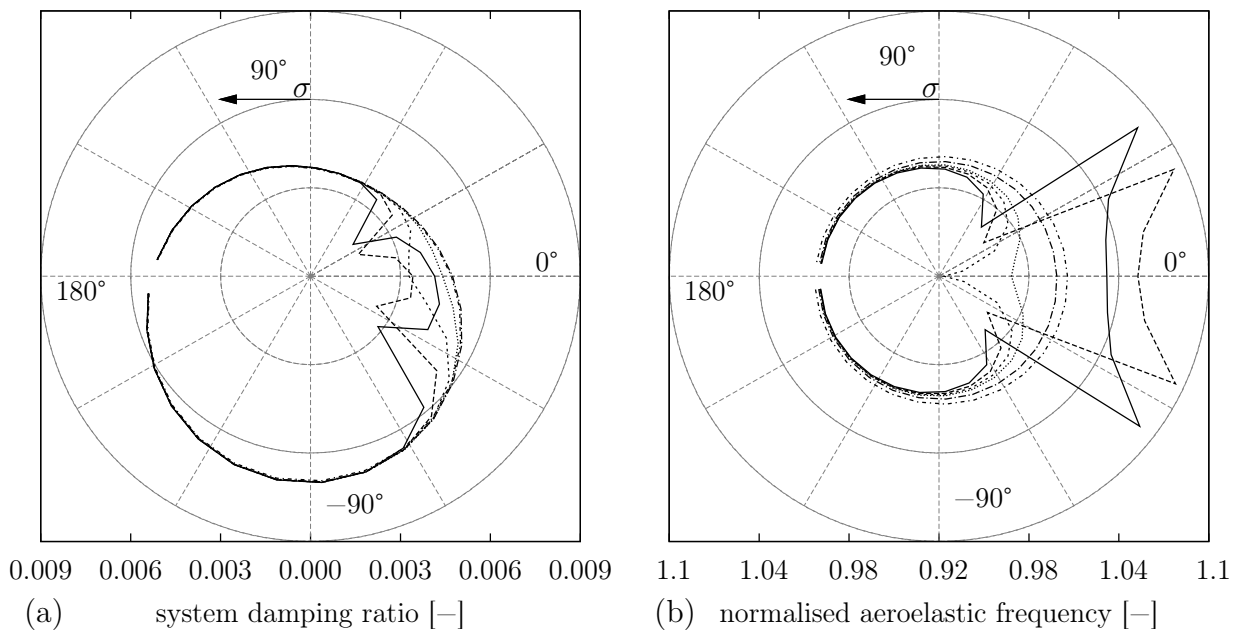 90°
σ
0°
180°
−90°
0.009 0.006 0.003 0.000 0.003 0.006 0.009
(a) system damping ratio [−]
90°
σ
0°
180°
−90°
1.1 1.04 0.98 0.92 0.98 1.04 1.1
(b) normalised aeroelastic frequency [−]